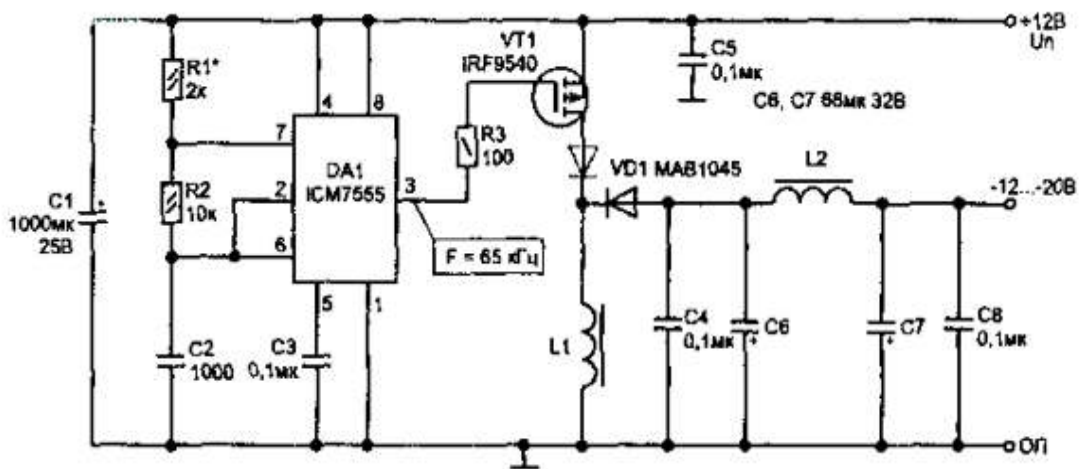 VT1
IRF9540
+12В
Uп
C5
0,1мк
C6, C7 68мк 32В
R1*
2к
4
8
7
R3
100
DA1
ICM7555
L2
C1
1000мк
25В
R2
10к
2
3
VD1 MAB1045
-12...-20В
6
F = 65 кГц
5
1
C2
1000
C3
0,1мк
L1
C4
0,1мк
C6
C7
C8
0,1мк
ОП